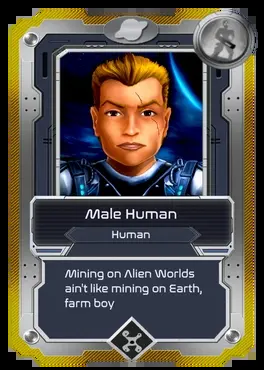 Male Human
Human
Mining on Alien Worlds
ain't like mining on Earth,
farm boy